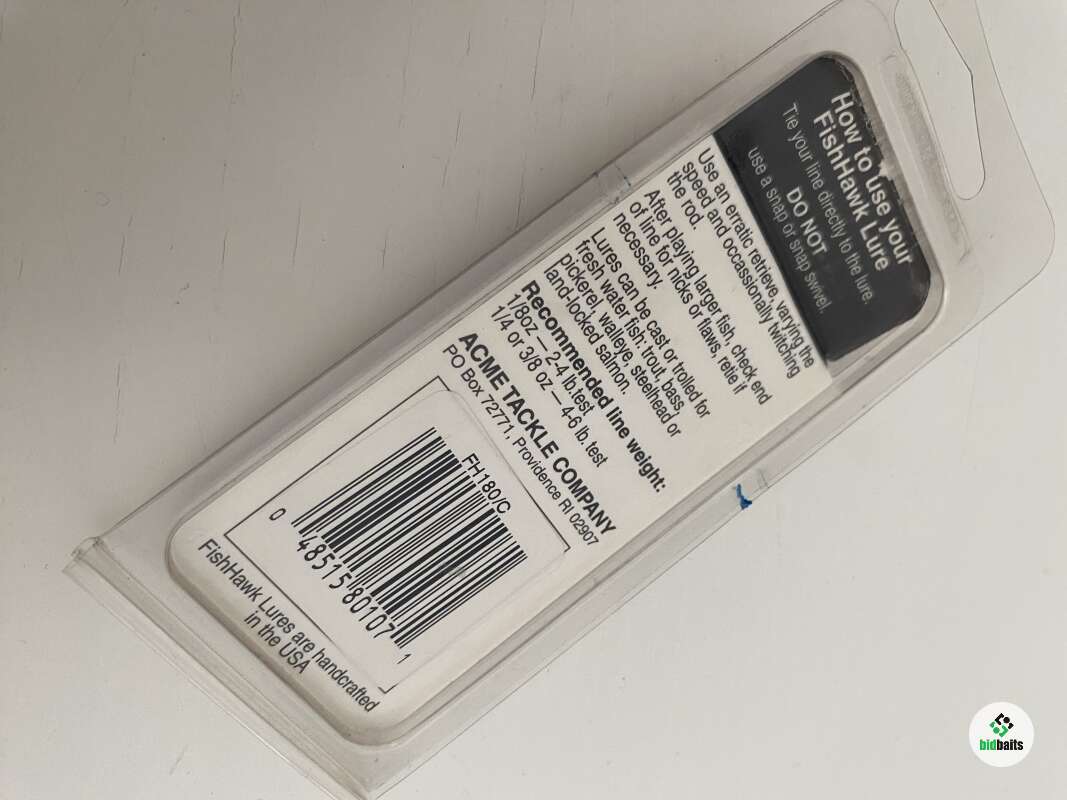 How to use your
FishHawk Lure
Tie your line directly to the lure.
DO NOT
use a snap or snap swivel.
Use an erratic retrieve, varying the
speed and occassionally twitching
the rod.
After playing larger fish, check end
of line for nicks or flaws, retie if
necessary.
Lures can be cast or trolled for
fresh water fish: trout, bass,
pickerel, walleye, steelhead or
land-locked salmon.
Recommended line weight:
1/8oz — 2-4 lb.test
1/4 or 3/8 oz — 4-6 lb. test
ACME TACKLE COMPANY
PO Box 72771, Providence RI 02907
FH180/C
0 48515 80107 1
FishHawk Lures are handcrafted
in the USA
bidbaits